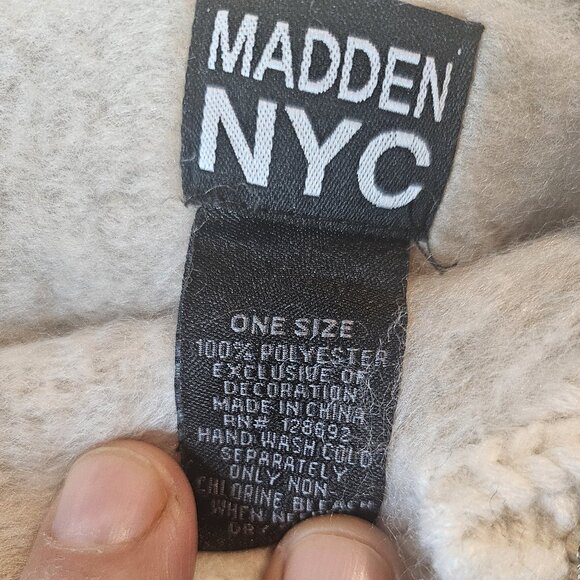 MADDEN
NYC
ONE SIZE
100% POLYESTER
EXCLUSIVE OF
DECORATION
MADE IN CHINA
RN# 128692
HAND WASH COLD
SEPARATELY
ONLY NON
CHLORINE BLEACH
WHEN